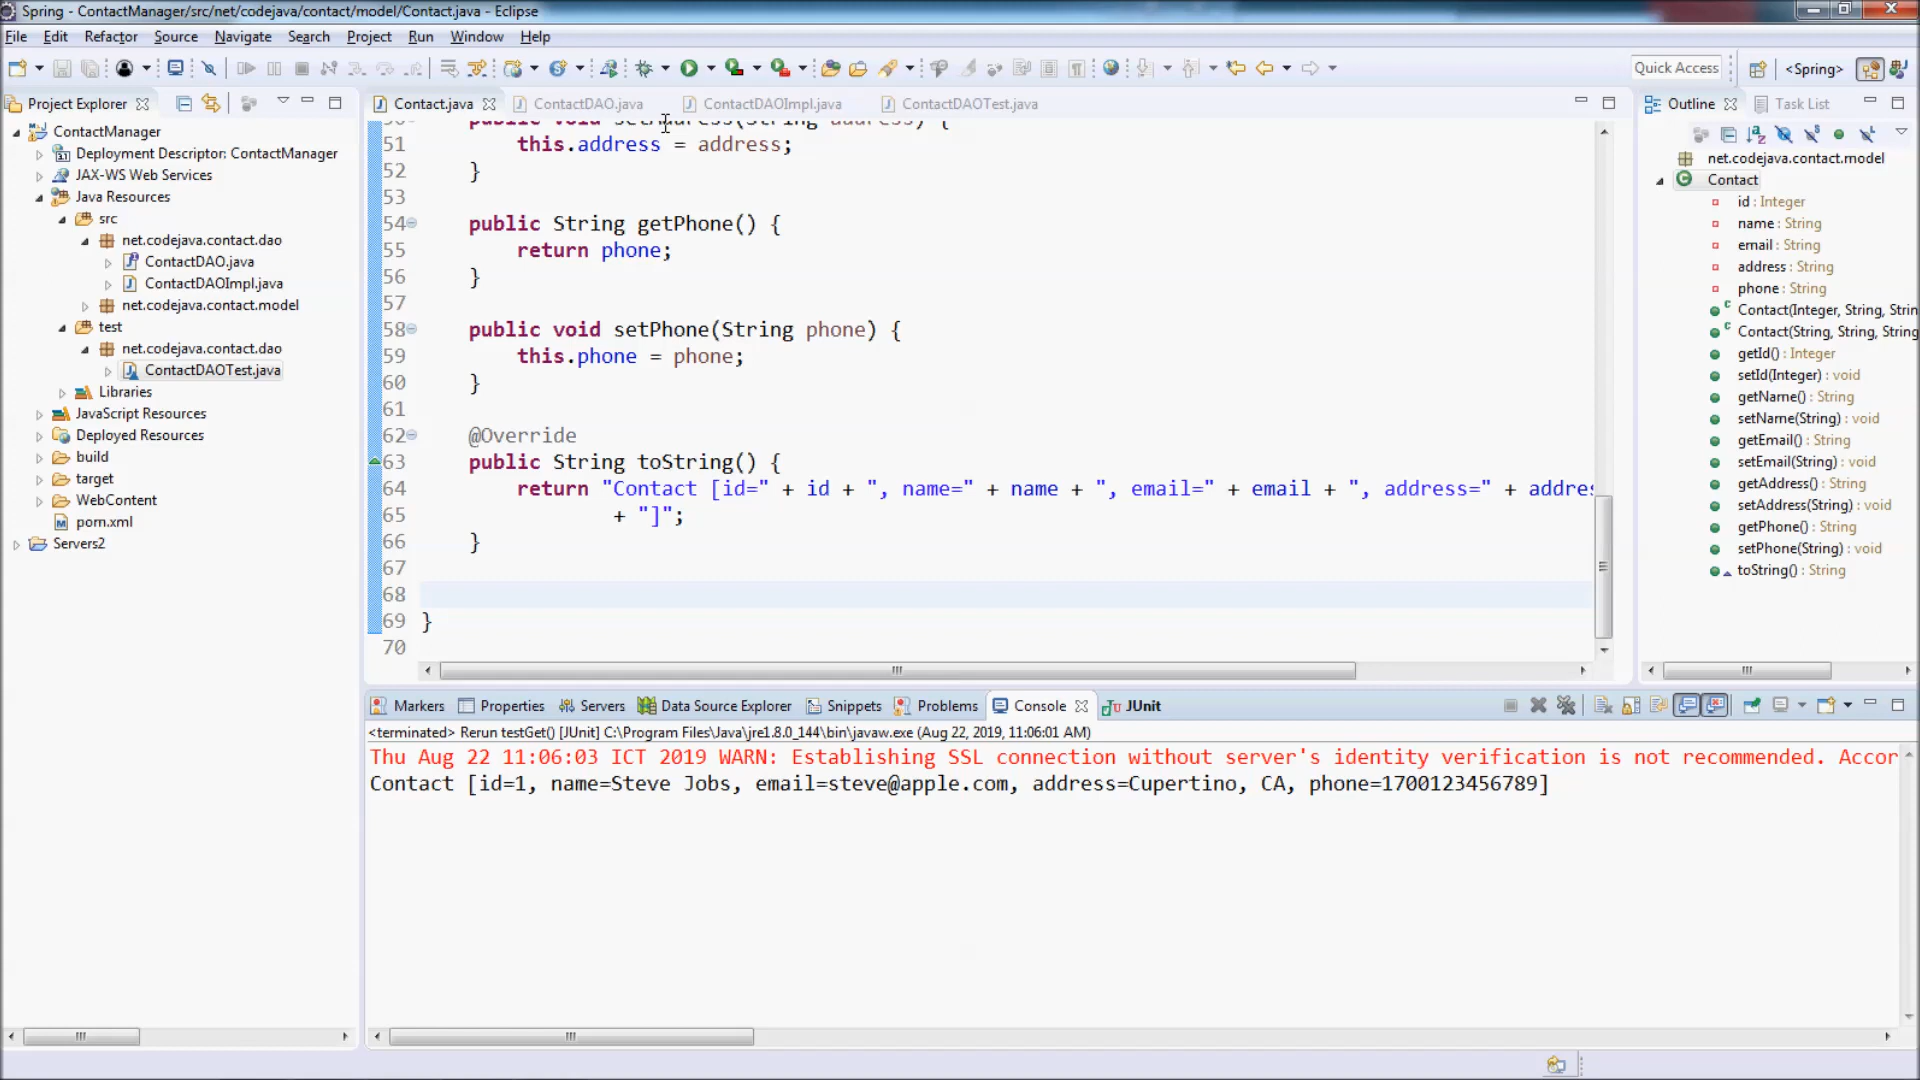 Spring - ContactManager/src/net/codejava/contact/model/Contact.java - Eclipse
File Edit Refactor Source Navigate Search Project Run Window Help
Quick Access
<Spring>
Project Explorer
ContactManager
Deployment Descriptor: ContactManager
JAX-WS Web Services
Java Resources
src
net.codejava.contact.dao
ContactDAO.java
ContactDAOImpl.java
net.codejava.contact.model
test
net.codejava.contact.dao
ContactDAOTest.java
Libraries
JavaScript Resources
Deployed Resources
build
target
WebContent
pom.xml
Servers2
Contact.java ContactDAO.java ContactDAOImpl.java ContactDAOTest.java
50 public void setAddress(String address) {
51 this.address = address;
52 }
53
54 public String getPhone() {
55 return phone;
56 }
57
58 public void setPhone(String phone) {
59 this.phone = phone;
60 }
61
62 @Override
63 public String toString() {
64 return "Contact [id=" + id + ", name=" + name + ", email=" + email + ", address=" + addres
65 + "]";
66 }
67
68
69 }
70
Outline Task List
net.codejava.contact.model
Contact
id : Integer
name : String
email : String
address : String
phone : String
Contact(Integer, String, Strin
Contact(String, String, String
getId() : Integer
setId(Integer) : void
getName() : String
setName(String) : void
getEmail() : String
setEmail(String) : void
getAddress() : String
setAddress(String) : void
getPhone() : String
setPhone(String) : void
toString() : String
Markers Properties Servers Data Source Explorer Snippets Problems Console JUnit
<terminated> Rerun testGet() [JUnit] C:\Program Files\Java\jre1.8.0_144\bin\javaw.exe (Aug 22, 2019, 11:06:01 AM)
Thu Aug 22 11:06:03 ICT 2019 WARN: Establishing SSL connection without server's identity verification is not recommended. Accor
Contact [id=1, name=Steve Jobs, email=steve@apple.com, address=Cupertino, CA, phone=1700123456789]